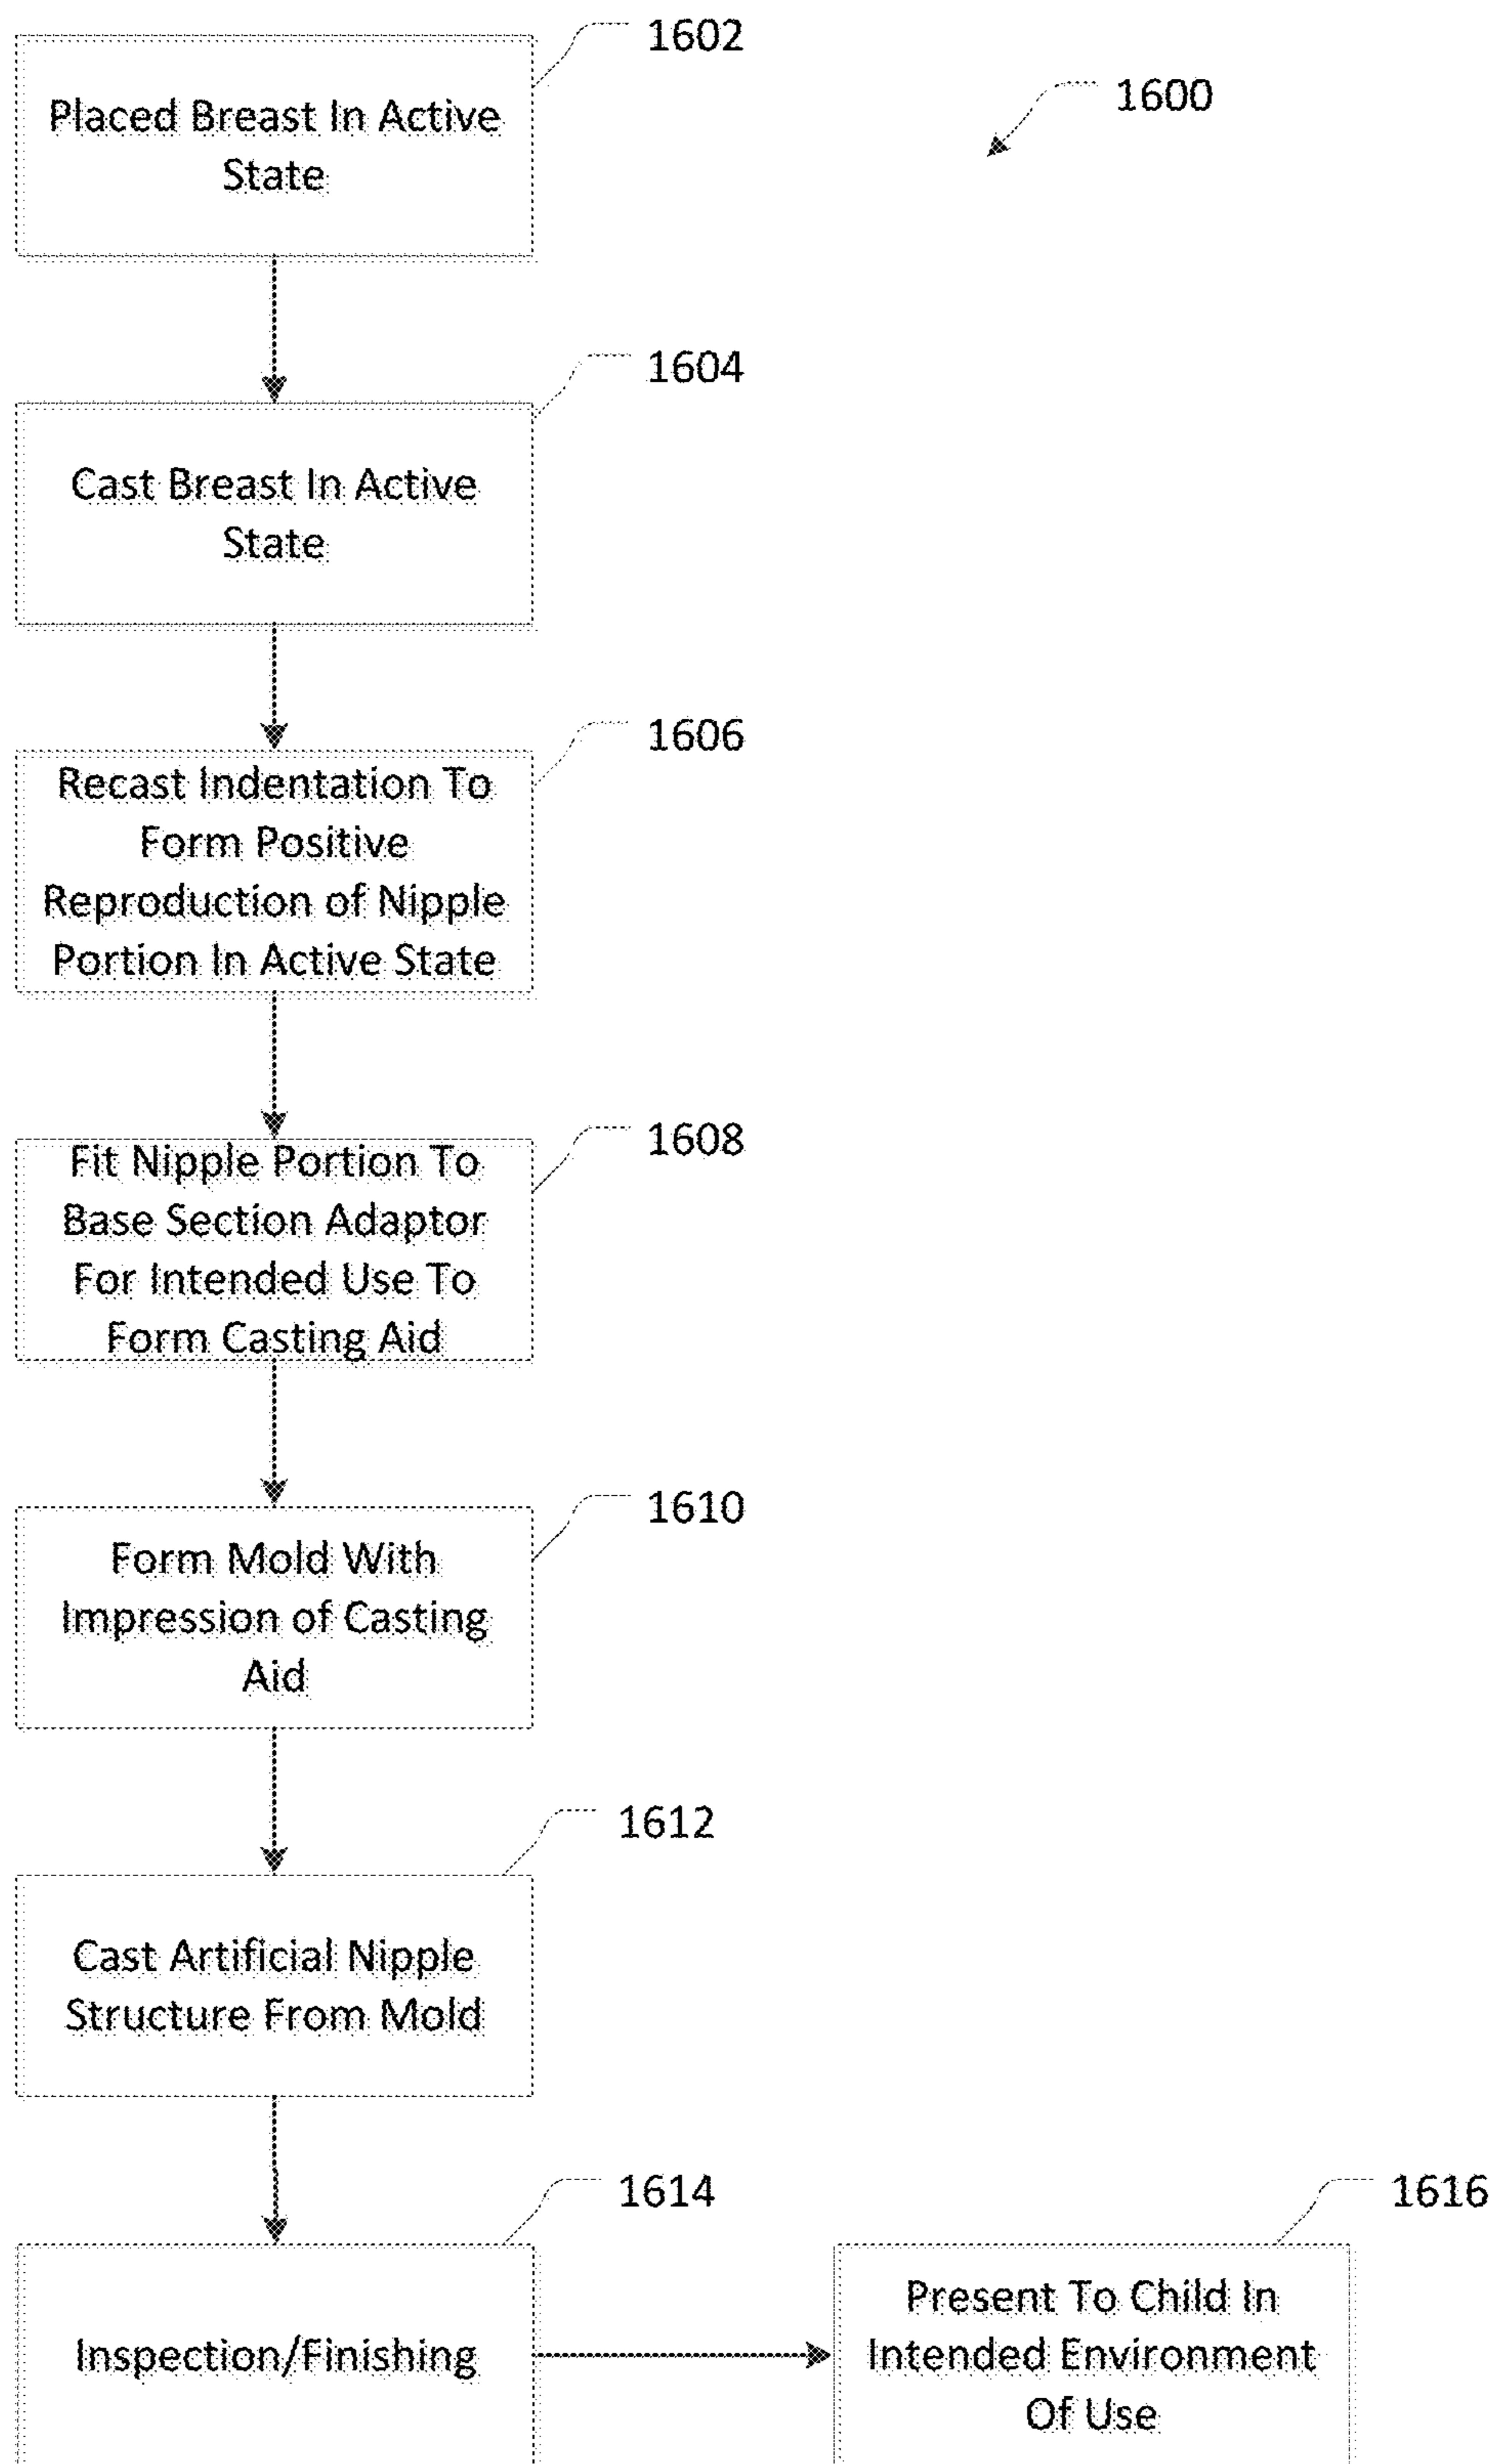 1602
1600
Placed Breast In Active
State
1604
Cast Breast In Active
State
1606
Recast Indentation To
Form Positive
Reproduction of Nipple
Portion In Active State
1608
Fit Nipple Portion To
Base Section Adaptor
For Intended Use To
Form Casting Aid
1610
Form Mold With
Impression of Casting
Aid
1612
Cast Artificial Nipple
Structure From Mold
1614
1616
Inspection/Finishing
Present To Child In
Intended Environment
Of Use